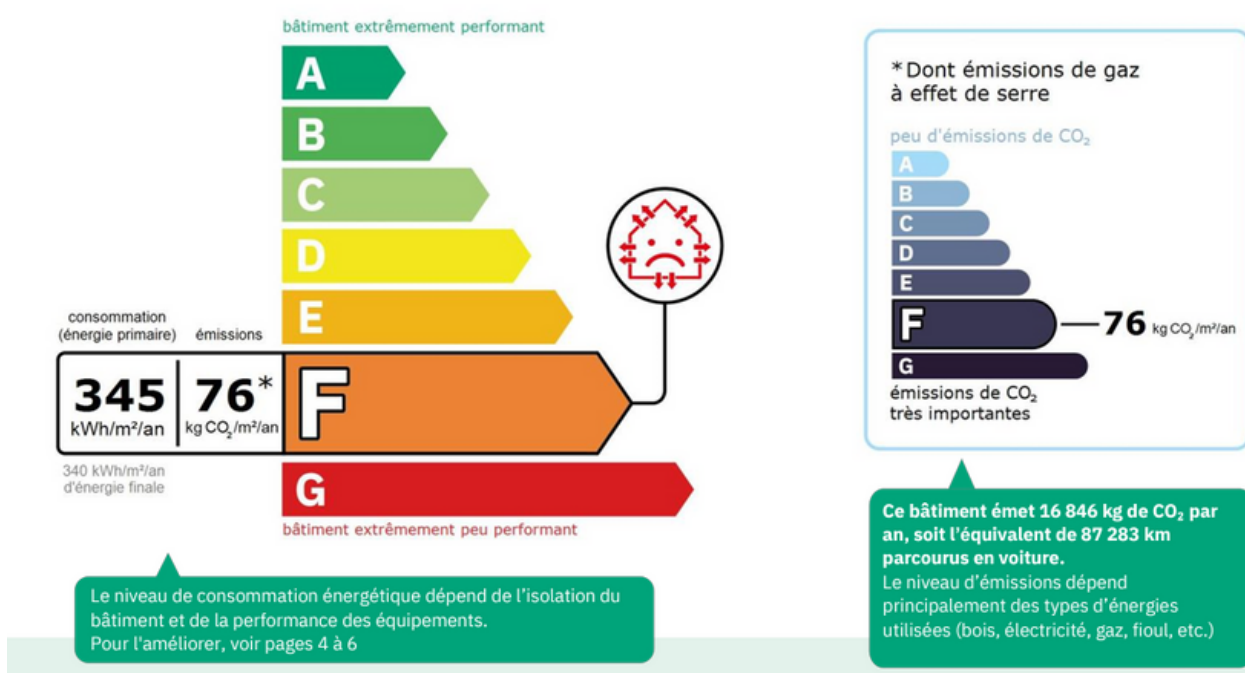 bâtiment extrêmement performant
A
B
C
D
E
consommation
(énergie primaire)
émissions
345
kWh/m²/an
76*
kg CO₂/m²/an
F
340 kWh/m²/an
d'énergie finale
G
bâtiment extrêmement peu performant
Le niveau de consommation énergétique dépend de l'isolation du
bâtiment et de la performance des équipements.
Pour l'améliorer, voir pages 4 à 6
*Dont émissions de gaz
à effet de serre
peu d'émissions de CO₂
A
B
C
D
E
F
76 kg CO₂/m²/an
G
émissions de CO₂
très importantes
Ce bâtiment émet 16 846 kg de CO₂ par
an, soit l'équivalent de 87 283 km
parcourus en voiture.
Le niveau d'émissions dépend
principalement des types d'énergies
utilisées (bois, électricité, gaz, fioul, etc.)